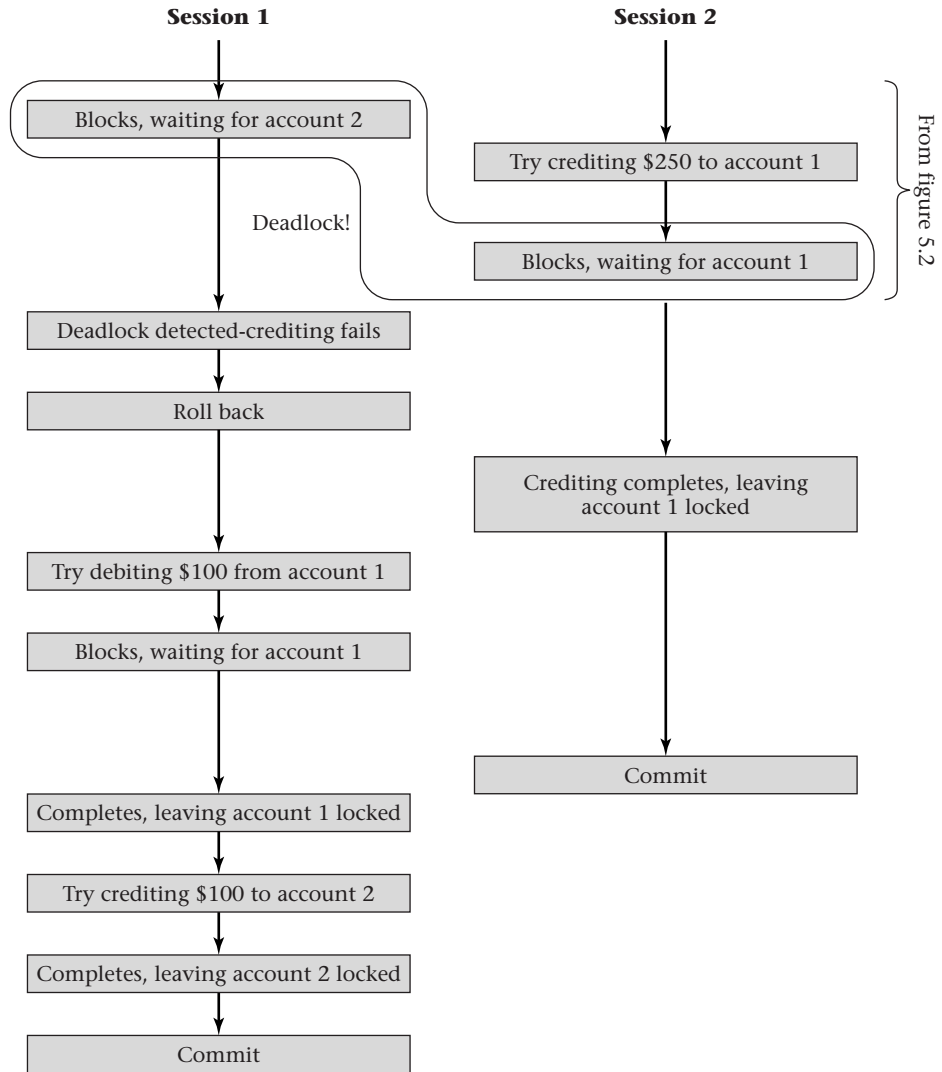 Session 1
Session 2
Blocks, waiting for account 2
Try crediting $250 to account 1
From figure 5.2
Deadlock!
Blocks, waiting for account 1
Deadlock detected-crediting fails
Roll back
Crediting completes, leaving
account 1 locked
Try debiting $100 from account 1
Blocks, waiting for account 1
Commit
Completes, leaving account 1 locked
Try crediting $100 to account 2
Completes, leaving account 2 locked
Commit